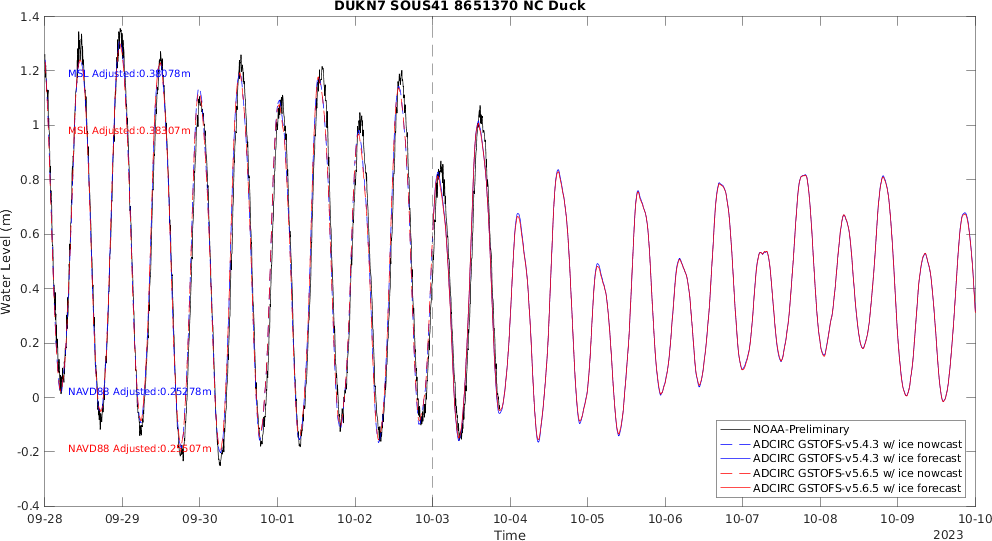 DUKN7 SOUS41 8651370 NC Duck
1.4
1.2
1
0.8
0.6
0.4
0.2
0
-0.2
-0.4
Water Level (m)
MSL Adjusted:0.38078m
MSL Adjusted:0.38307m
NAVD88 Adjusted:0.25278m
NAVD88 Adjusted:0.25507m
NOAA-Preliminary
ADCIRC GSTOFS-v5.4.3 w/ ice nowcast
ADCIRC GSTOFS-v5.4.3 w/ ice forecast
ADCIRC GSTOFS-v5.6.5 w/ ice nowcast
ADCIRC GSTOFS-v5.6.5 w/ ice forecast
09-28 09-29 09-30 10-01 10-02 10-03 10-04 10-05 10-06 10-07 10-08 10-09 10-10
Time
2023